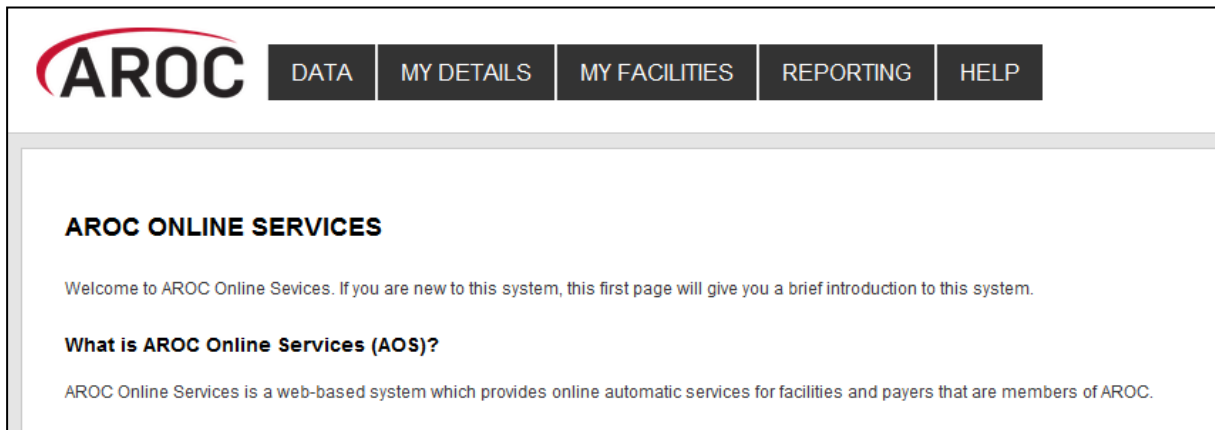 AROC DATA MY DETAILS MY FACILITIES REPORTING HELP
AROC ONLINE SERVICES
Welcome to AROC Online Sevices. If you are new to this system, this first page will give you a brief introduction to this system.
What is AROC Online Services (AOS)?
AROC Online Services is a web-based system which provides online automatic services for facilities and payers that are members of AROC.